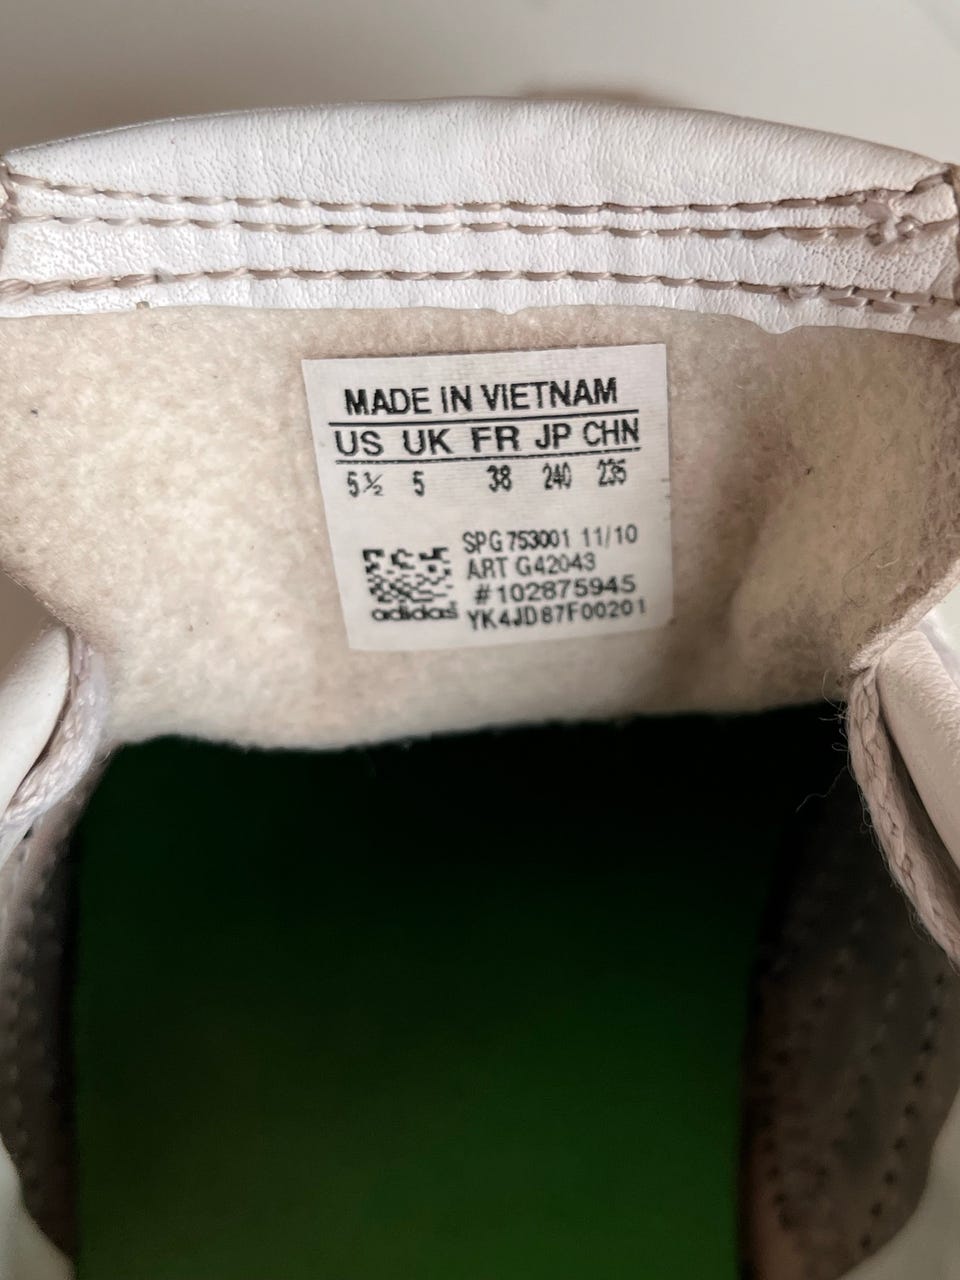 MADE IN VIETNAM
US UK FR JP CHN
5½ 5 38 240 235
SPG 753001 11/10
ART G42043
#102875945
adidas YK4JD87F00201